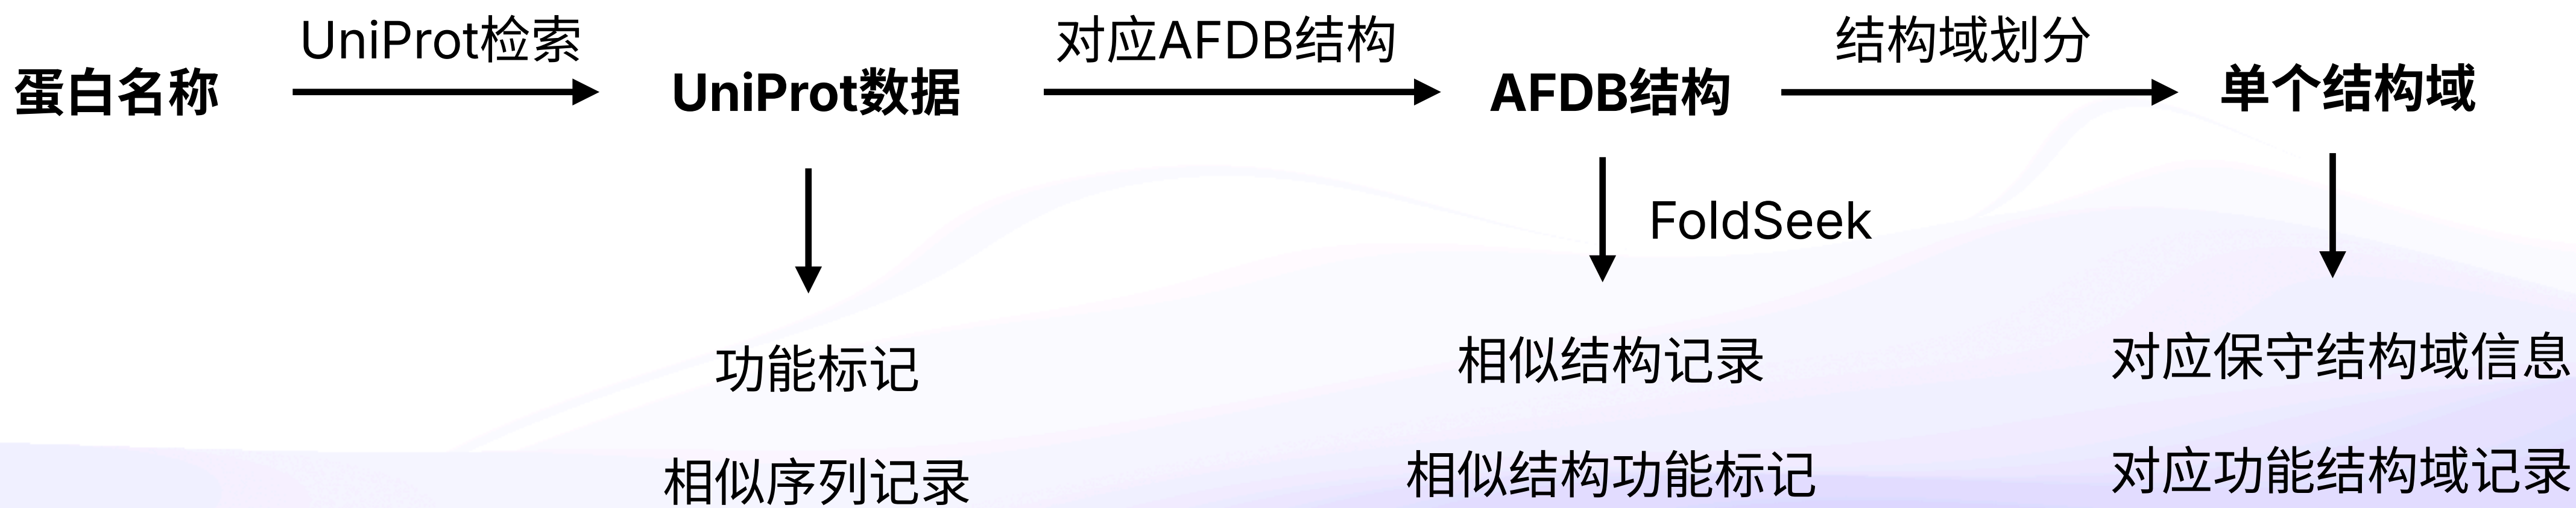 UniProt检索
对应AFDB结构
结构域划分
蛋白名称
UniProt数据
AFDB结构
单个结构域
FoldSeek
功能标记
相似结构记录
对应保守结构域信息
相似序列记录
相似结构功能标记
对应功能结构域记录